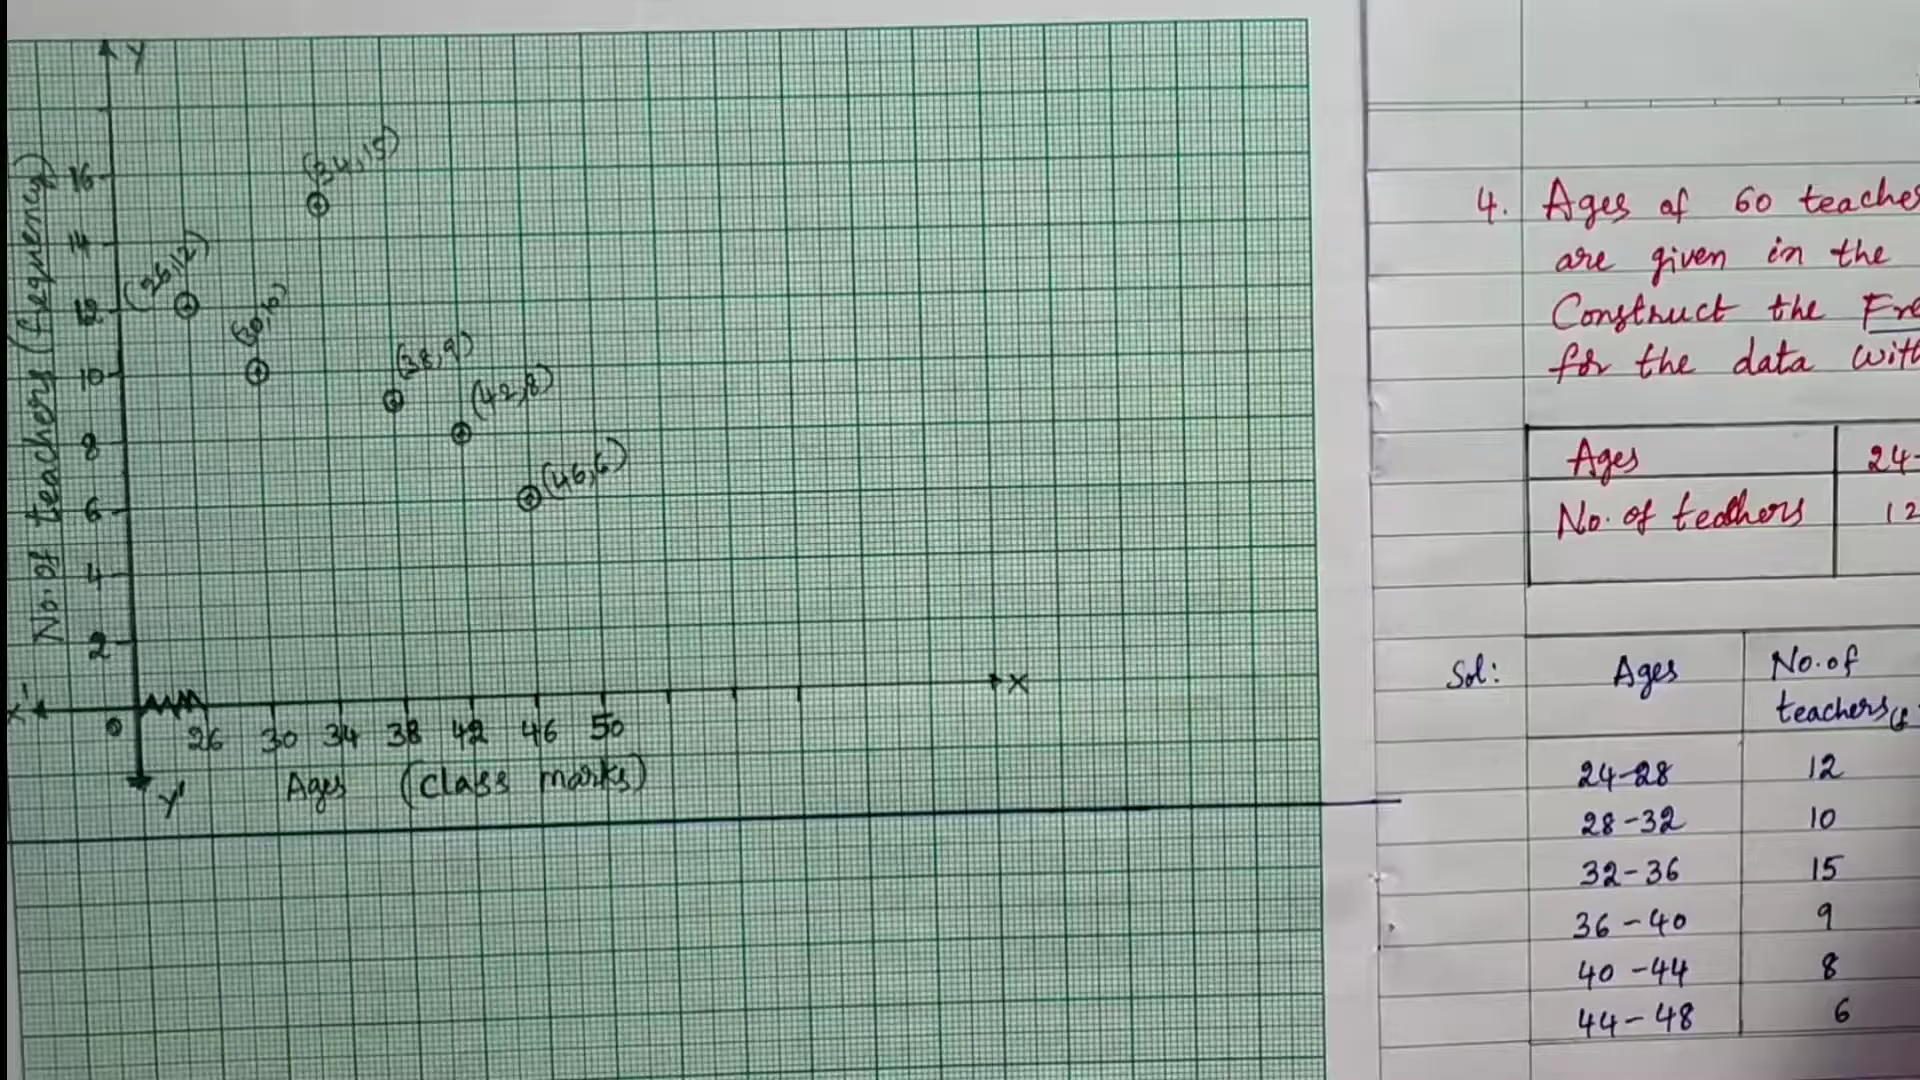 Y
No. of teachers (frequency)
16
14
12
10
8
6
4
2
(34,15)
(26,12)
(30,10)
(38,9)
(42,8)
(46,6)
X'
X
0
26 30 34 38 42 46 50
Y'
Ages (class marks)
4. Ages of 60 teache
are given in the
Construct the Fre
for the data with
Ages 24-
No. of teachers 12
Sol: Ages No. of
teachers (f
24-28 12
28-32 10
32-36 15
36-40 9
40-44 8
44-48 6